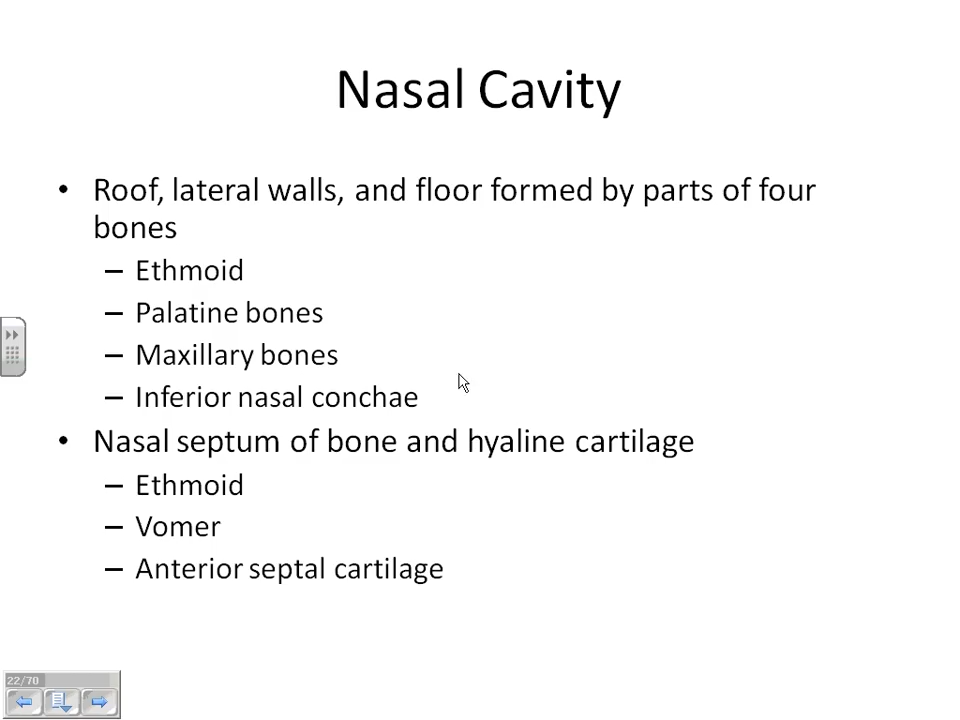 Nasal Cavity
• Roof, lateral walls, and floor formed by parts of four
bones
– Ethmoid
– Palatine bones
– Maxillary bones
– Inferior nasal conchae
• Nasal septum of bone and hyaline cartilage
– Ethmoid
– Vomer
– Anterior septal cartilage
22/70